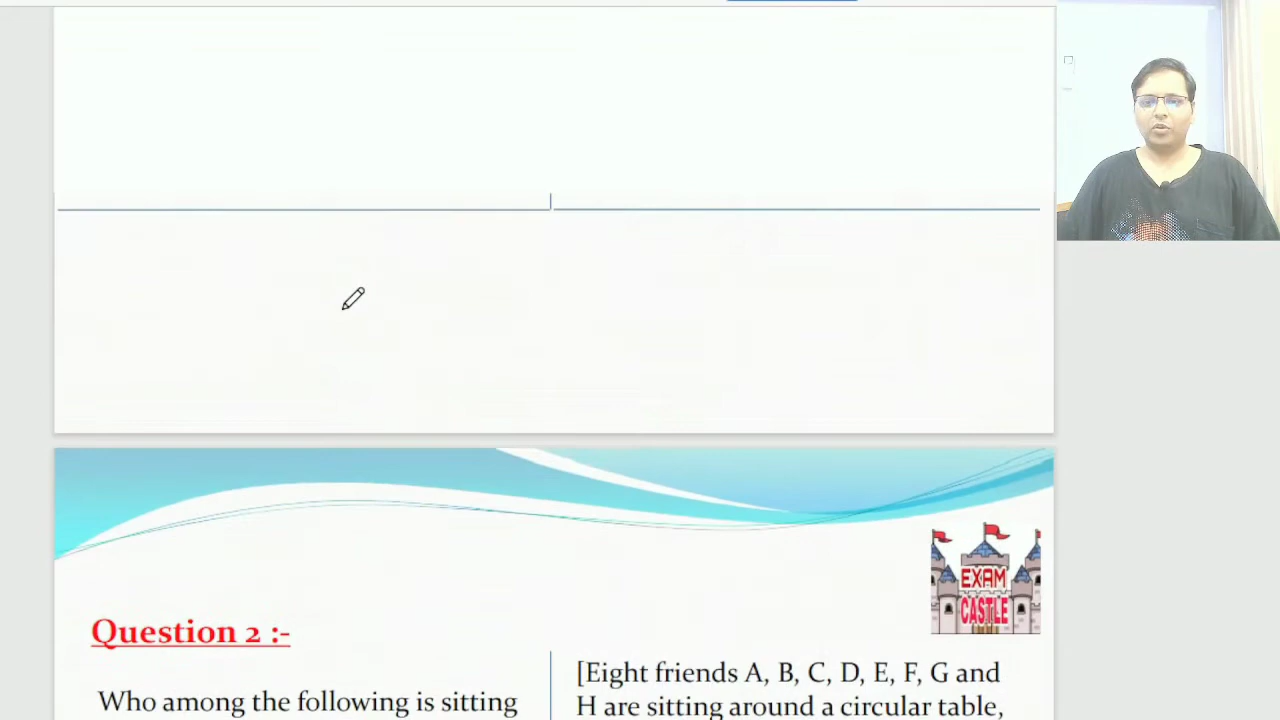 EXAM
CASTLE
Question 2 :-
Who among the following is sitting
[Eight friends A, B, C, D, E, F, G and
H are sitting around a circular table,